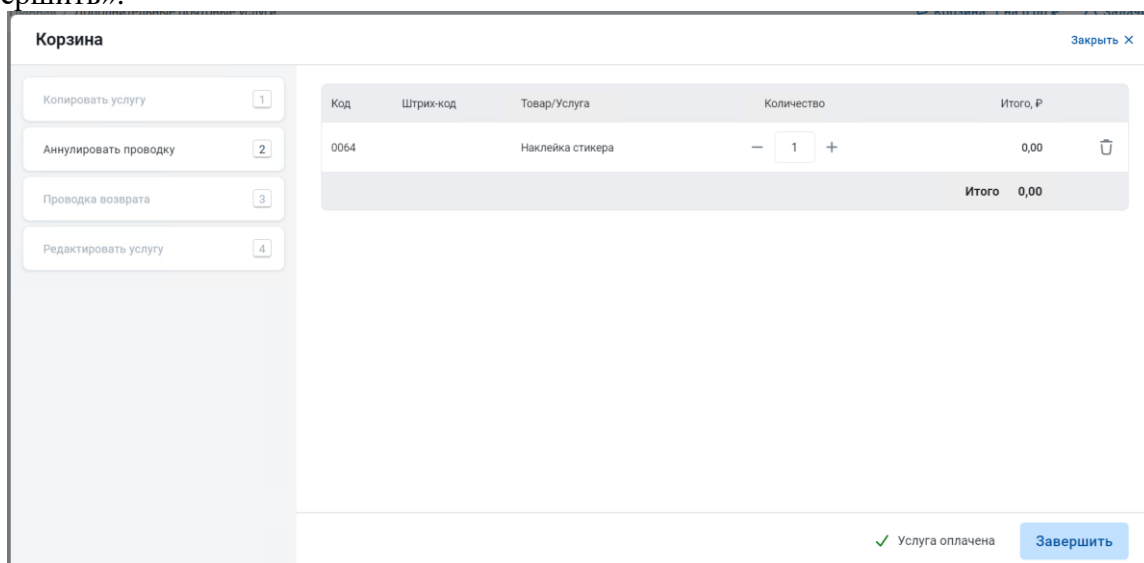 ершить».
Корзина
Закрыть ×
Копировать услугу 1
Аннулировать проводку 2
Проводка возврата 3
Редактировать услугу 4
Код Штрих-код Товар/Услуга Количество Итого, ₽
0064 Наклейка стикера − 1 + 0,00
Итого 0,00
Услуга оплачена
Завершить